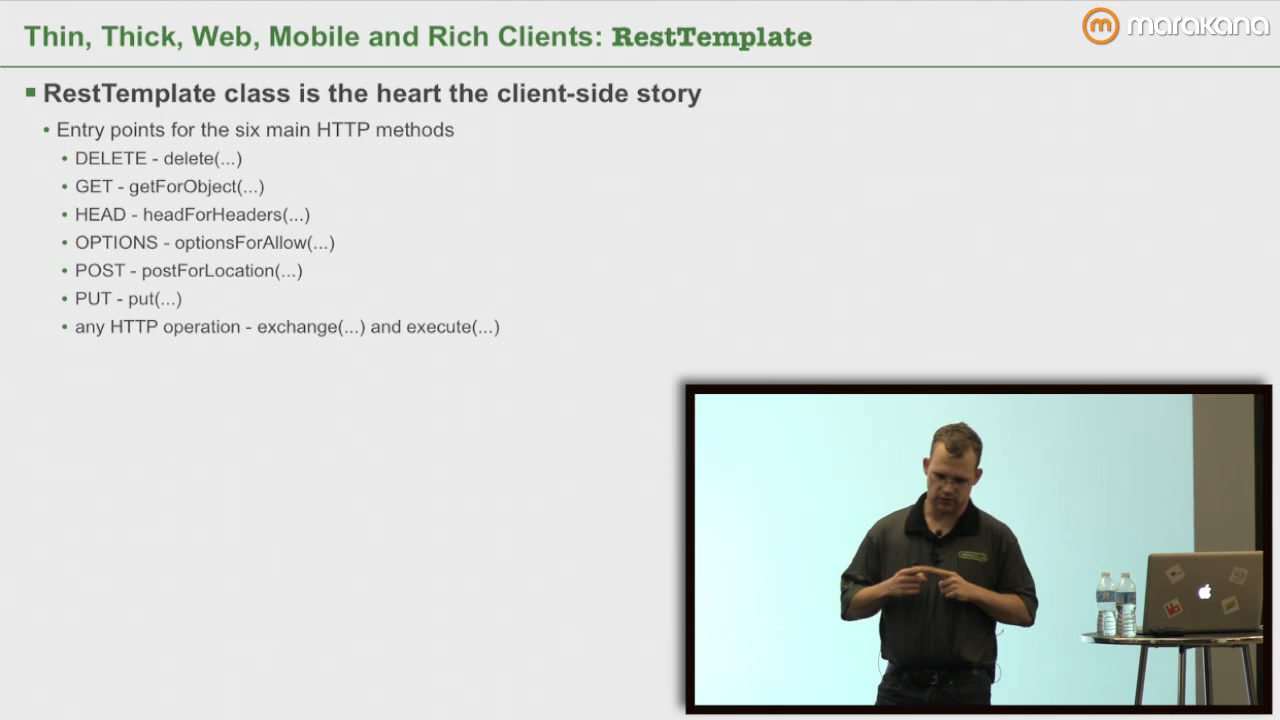 Thin, Thick, Web, Mobile and Rich Clients: RestTemplate
marakana
RestTemplate class is the heart the client-side story
Entry points for the six main HTTP methods
DELETE - delete(...)
GET - getForObject(...)
HEAD - headForHeaders(...)
OPTIONS - optionsForAllow(...)
POST - postForLocation(...)
PUT - put(...)
any HTTP operation - exchange(...) and execute(...)